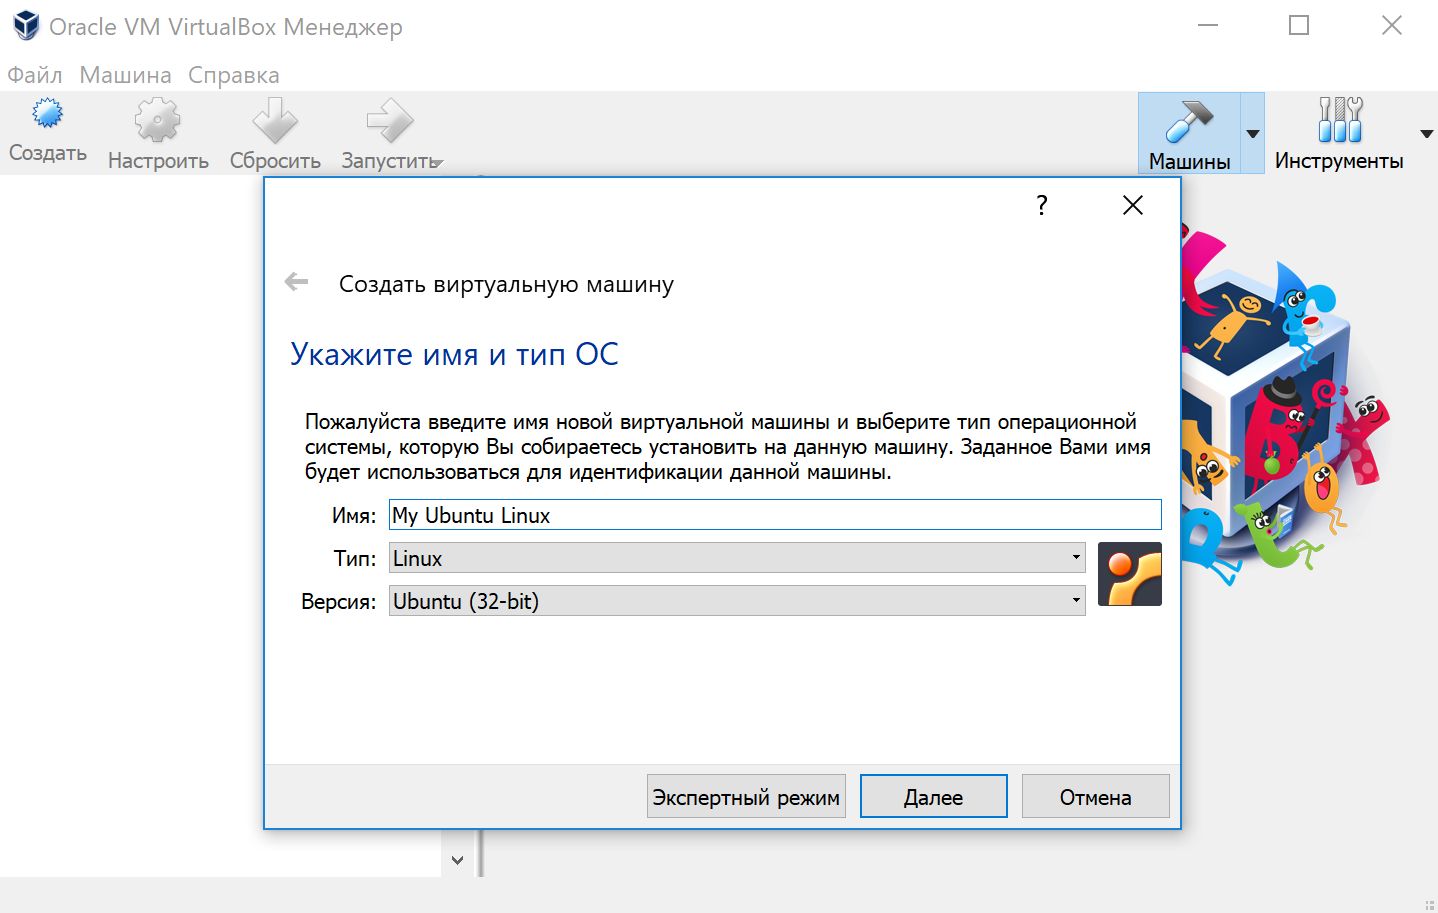 Oracle VM VirtualBox Менеджер
Файл Машина Справка
Создать Настроить Сбросить Запустить Машины Инструменты
?
Создать виртуальную машину
Укажите имя и тип ОС
Пожалуйста введите имя новой виртуальной машины и выберите тип операционной
системы, которую Вы собираетесь установить на данную машину. Заданное Вами имя
будет использоваться для идентификации данной машины.
Имя: My Ubuntu Linux
Тип: Linux
Версия: Ubuntu (32-bit)
Экспертный режим Далее Отмена